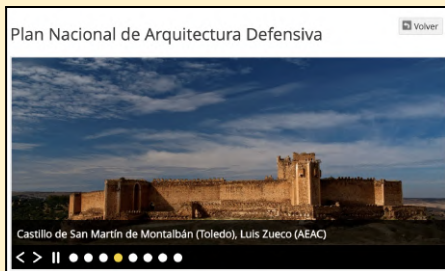 Plan Nacional de Arquitectura Defensiva
Volver
Castillo de San Martín de Montalbán (Toledo), Luis Zueco (AEAC)